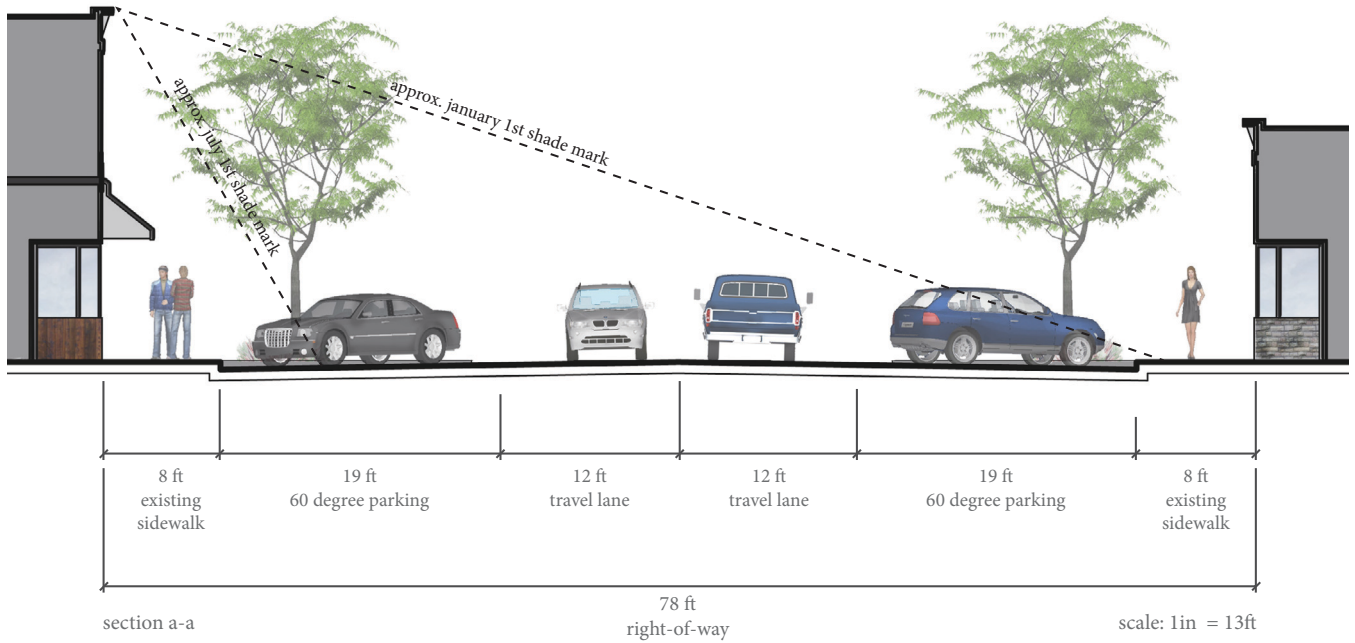 approx. july 1st shade mark
approx. january 1st shade mark
8 ft
existing
sidewalk
19 ft
60 degree parking
12 ft
travel lane
12 ft
travel lane
19 ft
60 degree parking
8 ft
existing
sidewalk
78 ft
right-of-way
section a-a
scale: 1in = 13ft